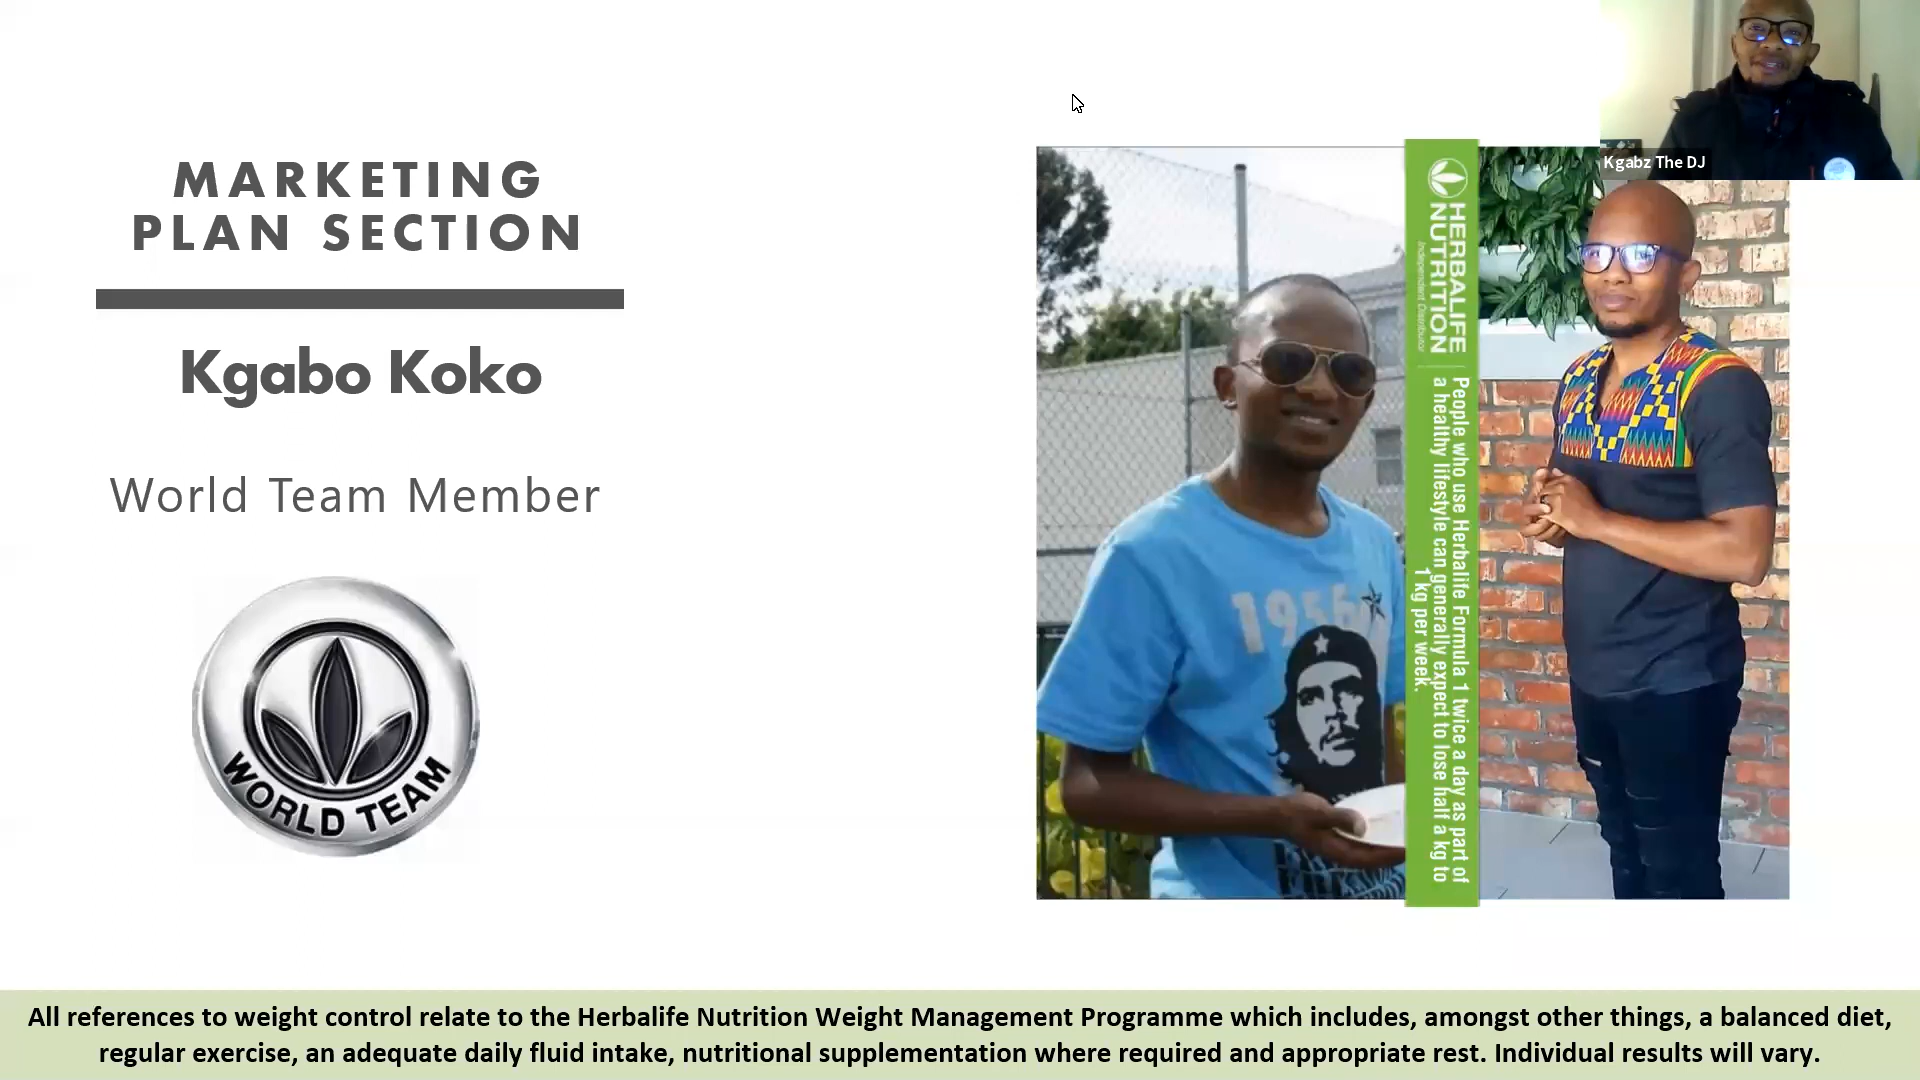 MARKETING
PLAN SECTION
Kgabo Koko
World Team Member
WORLD TEAM
Kgabz The DJ
HERBALIFE
NUTRITION
Independent Distributor
People who use Herbalife Formula 1 twice a day as part of
a healthy lifestyle can generally expect to lose half a kg to
1 kg per week.
1956
All references to weight control relate to the Herbalife Nutrition Weight Management Programme which includes, amongst other things, a balanced diet,
regular exercise, an adequate daily fluid intake, nutritional supplementation where required and appropriate rest. Individual results will vary.